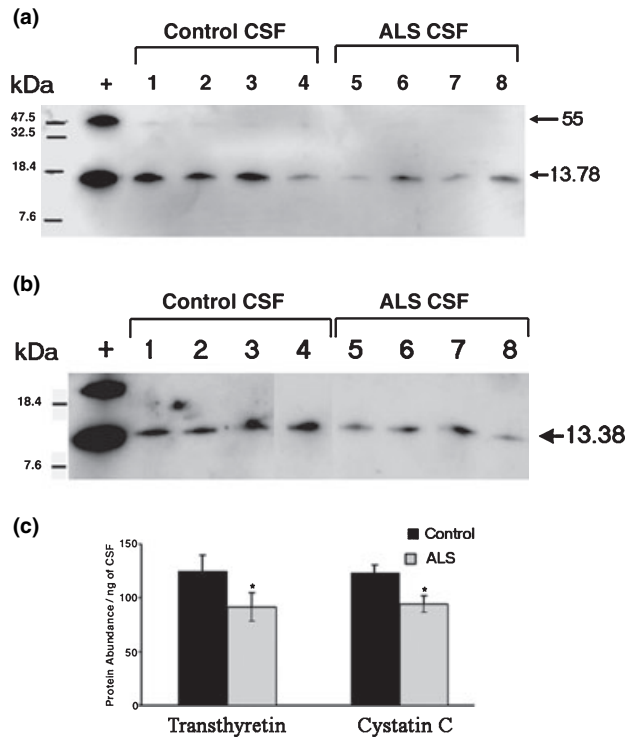 (a)
Control CSF ALS CSF
kDa + 1 2 3 4 5 6 7 8
47.5
55
32.5
18.4
13.78
7.6
(b)
Control CSF ALS CSF
kDa + 1 2 3 4 5 6 7 8
18.4
13.38
7.6
(c)
Control
ALS
Protein Abundance / ng of CSF
150
100
50
0
* *
Transthyretin Cystatin C